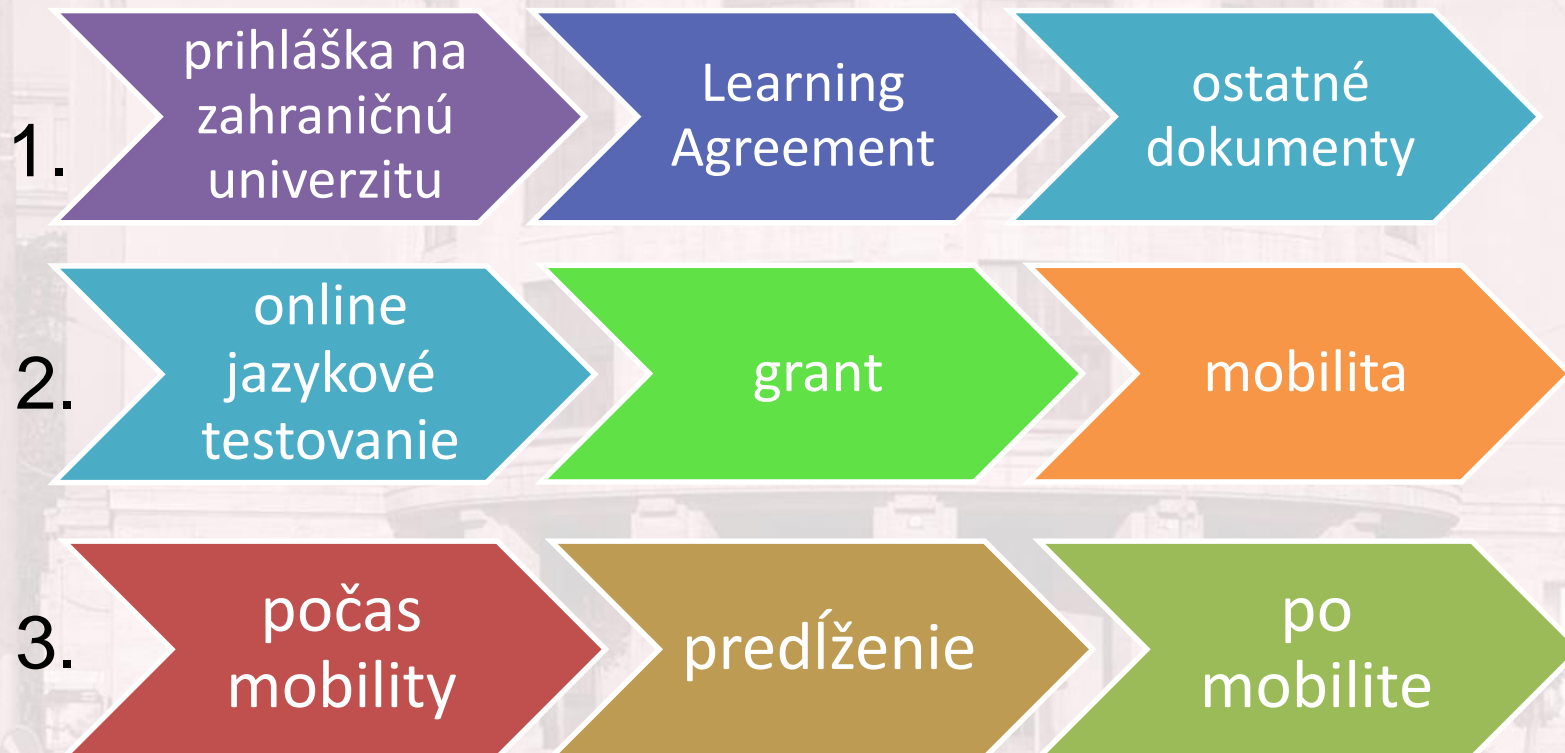 1.
prihláška na
zahraničnú
univerzitu
Learning
Agreement
ostatné
dokumenty
2.
online
jazykové
testovanie
grant
mobilita
3.
počas
mobility
predĺženie
po
mobilite